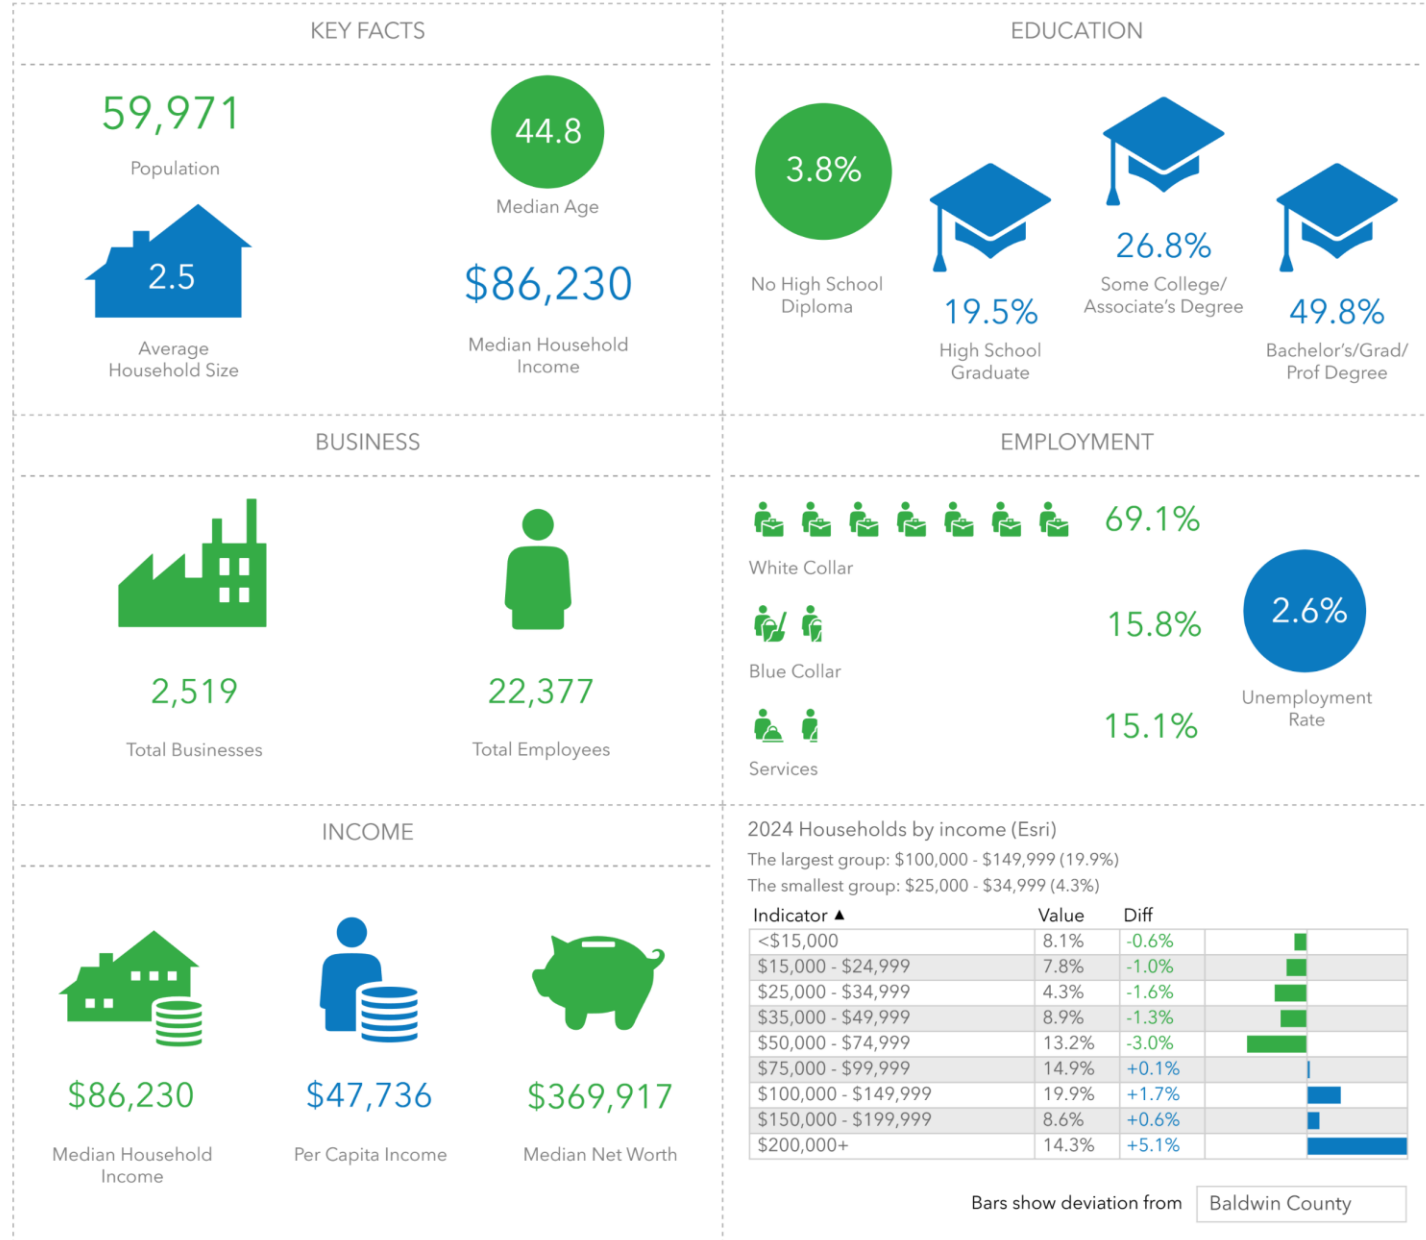 KEY FACTS
59,971
Population
44.8
Median Age
2.5
Average
Household Size
$86,230
Median Household
Income
EDUCATION
3.8%
No High School
Diploma
19.5%
High School
Graduate
26.8%
Some College/
Associate's Degree
49.8%
Bachelor's/Grad/
Prof Degree
BUSINESS
2,519
Total Businesses
22,377
Total Employees
EMPLOYMENT
69.1%
White Collar
15.8%
Blue Collar
15.1%
Services
2.6%
Unemployment
Rate
INCOME
$86,230
Median Household
Income
$47,736
Per Capita Income
$369,917
Median Net Worth
2024 Households by income (Esri)
The largest group: $100,000 - $149,999 (19.9%)
The smallest group: $25,000 - $34,999 (4.3%)
Indicator ▲ Value Diff
<$15,000 8.1% -0.6%
$15,000 - $24,999 7.8% -1.0%
$25,000 - $34,999 4.3% -1.6%
$35,000 - $49,999 8.9% -1.3%
$50,000 - $74,999 13.2% -3.0%
$75,000 - $99,999 14.9% +0.1%
$100,000 - $149,999 19.9% +1.7%
$150,000 - $199,999 8.6% +0.6%
$200,000+ 14.3% +5.1%
Bars show deviation from Baldwin County